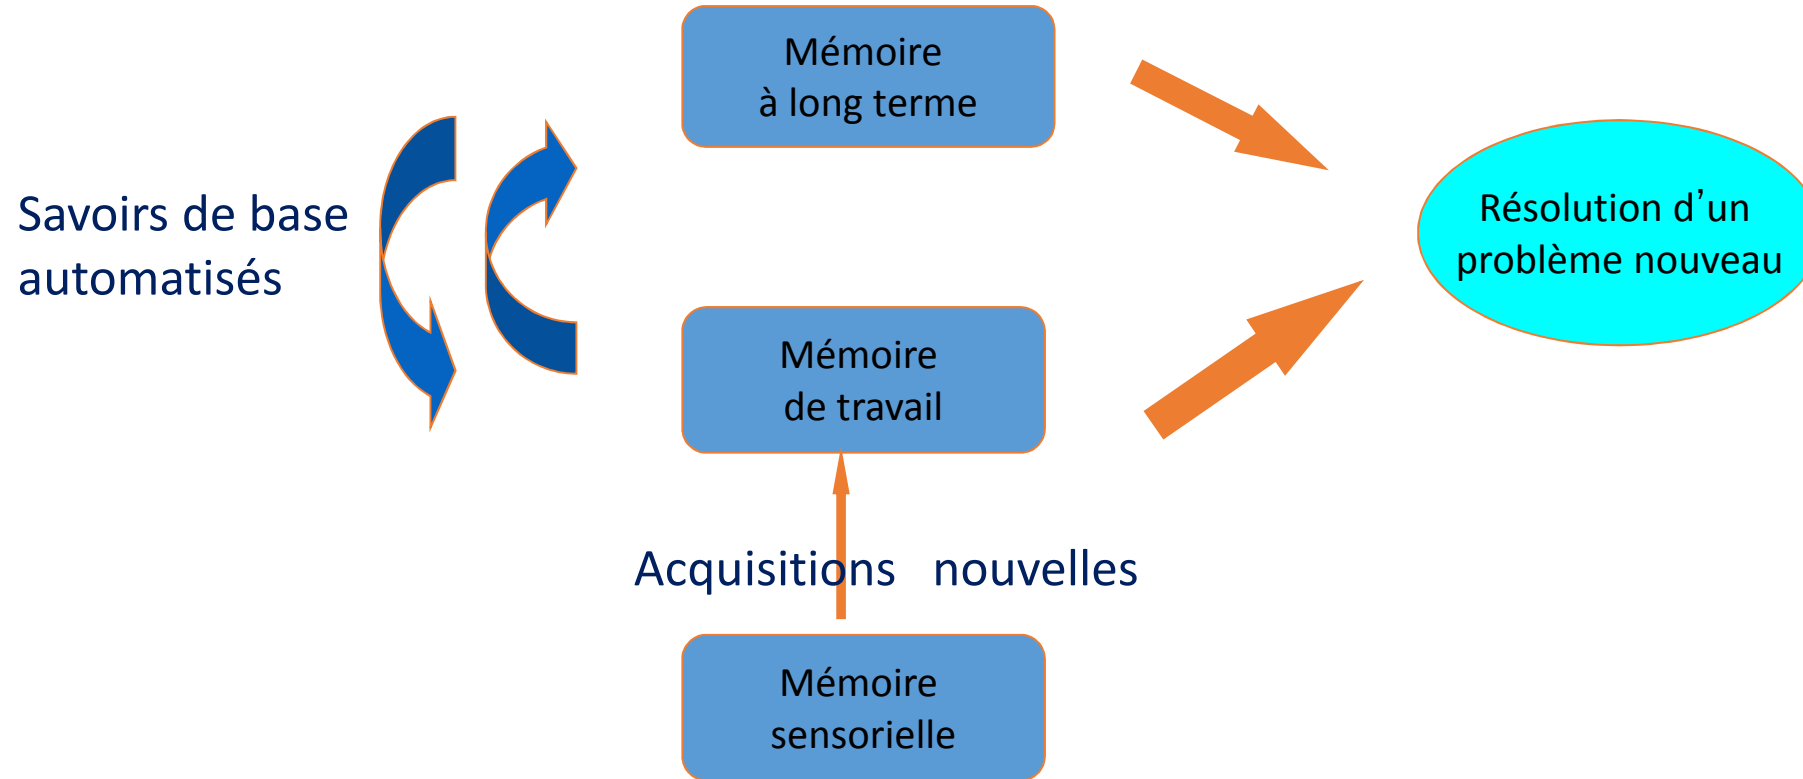 Mémoire
à long terme
Savoirs de base
automatisés
Résolution d'un
problème nouveau
Mémoire
de travail
Acquisitions nouvelles
Mémoire
sensorielle